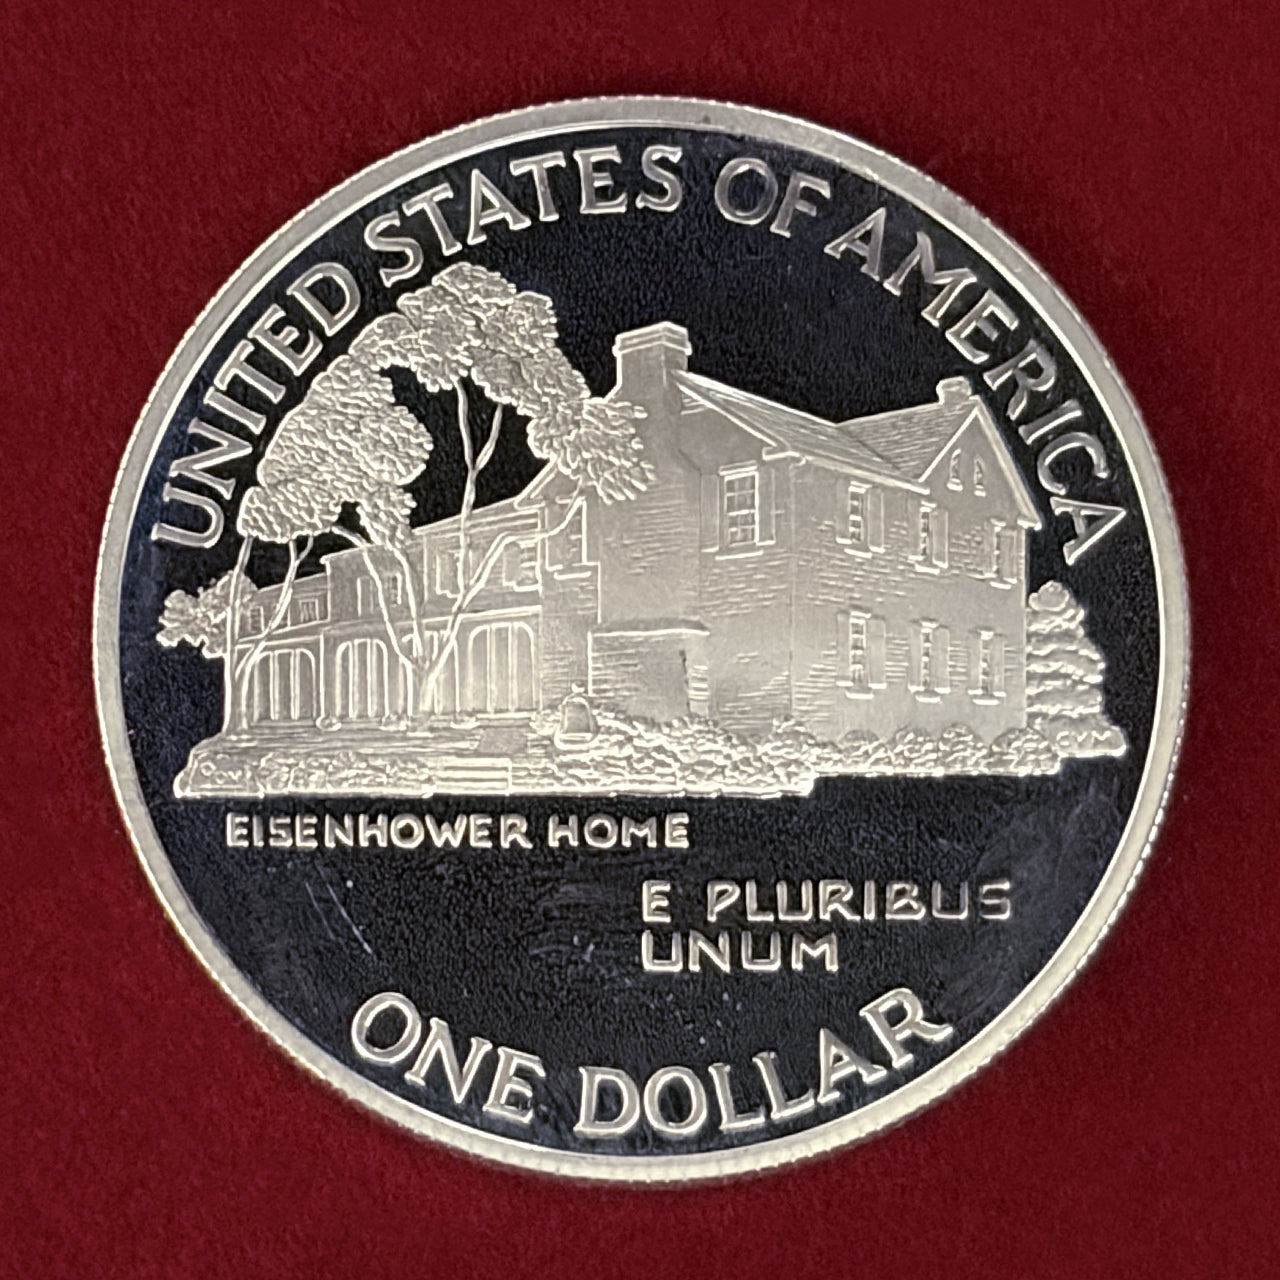 UNITED STATES OF AMERICA
EISENHOWER HOME
E PLURIBUS
UNUM
ONE DOLLAR